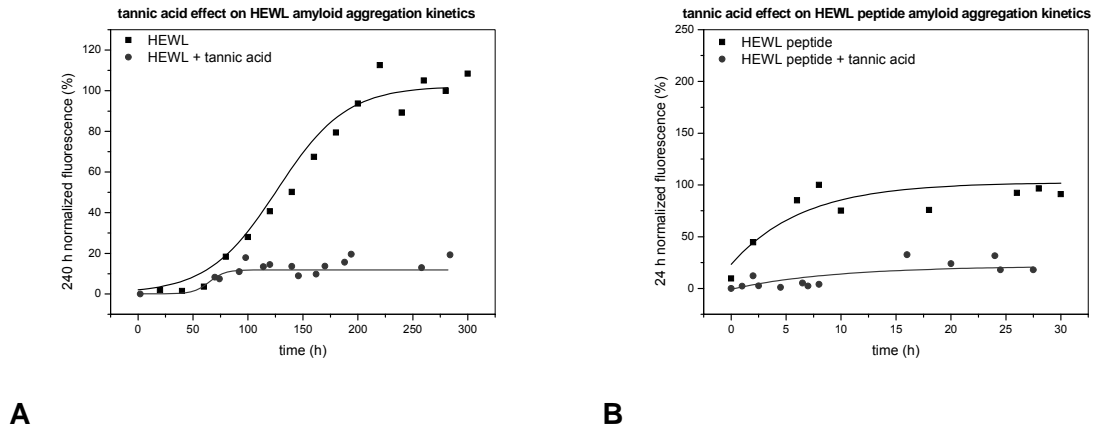 tannic acid effect on HEWL amyloid aggregation kinetics
HEWL
HEWL + tannic acid
240 h normalized fluorescence (%)
120
100
80
60
40
20
0
0 50 100 150 200 250 300
time (h)
A
tannic acid effect on HEWL peptide amyloid aggregation kinetics
HEWL peptide
HEWL peptide + tannic acid
24 h normalized fluorescence (%)
250
200
150
100
50
0
0 5 10 15 20 25 30
time (h)
B